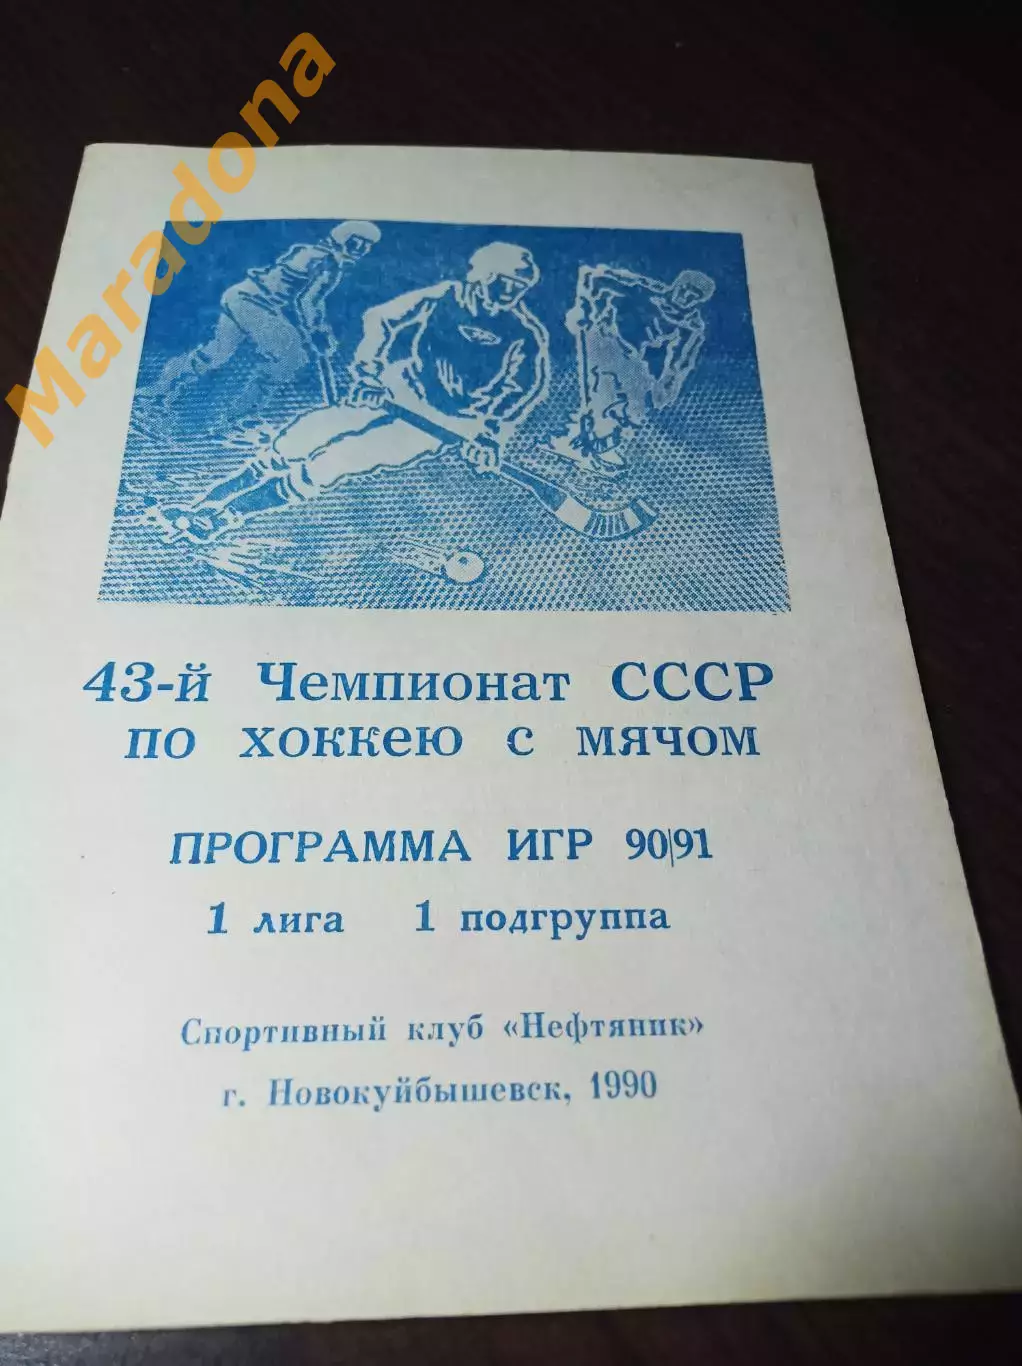 Maradona
43-й Чемпионат СССР
по хоккею с мячом
ПРОГРАММА ИГР 90|91
1 лига 1 подгруппа
Спортивный клуб «Нефтяник»
г. Новокуйбышевск, 1990